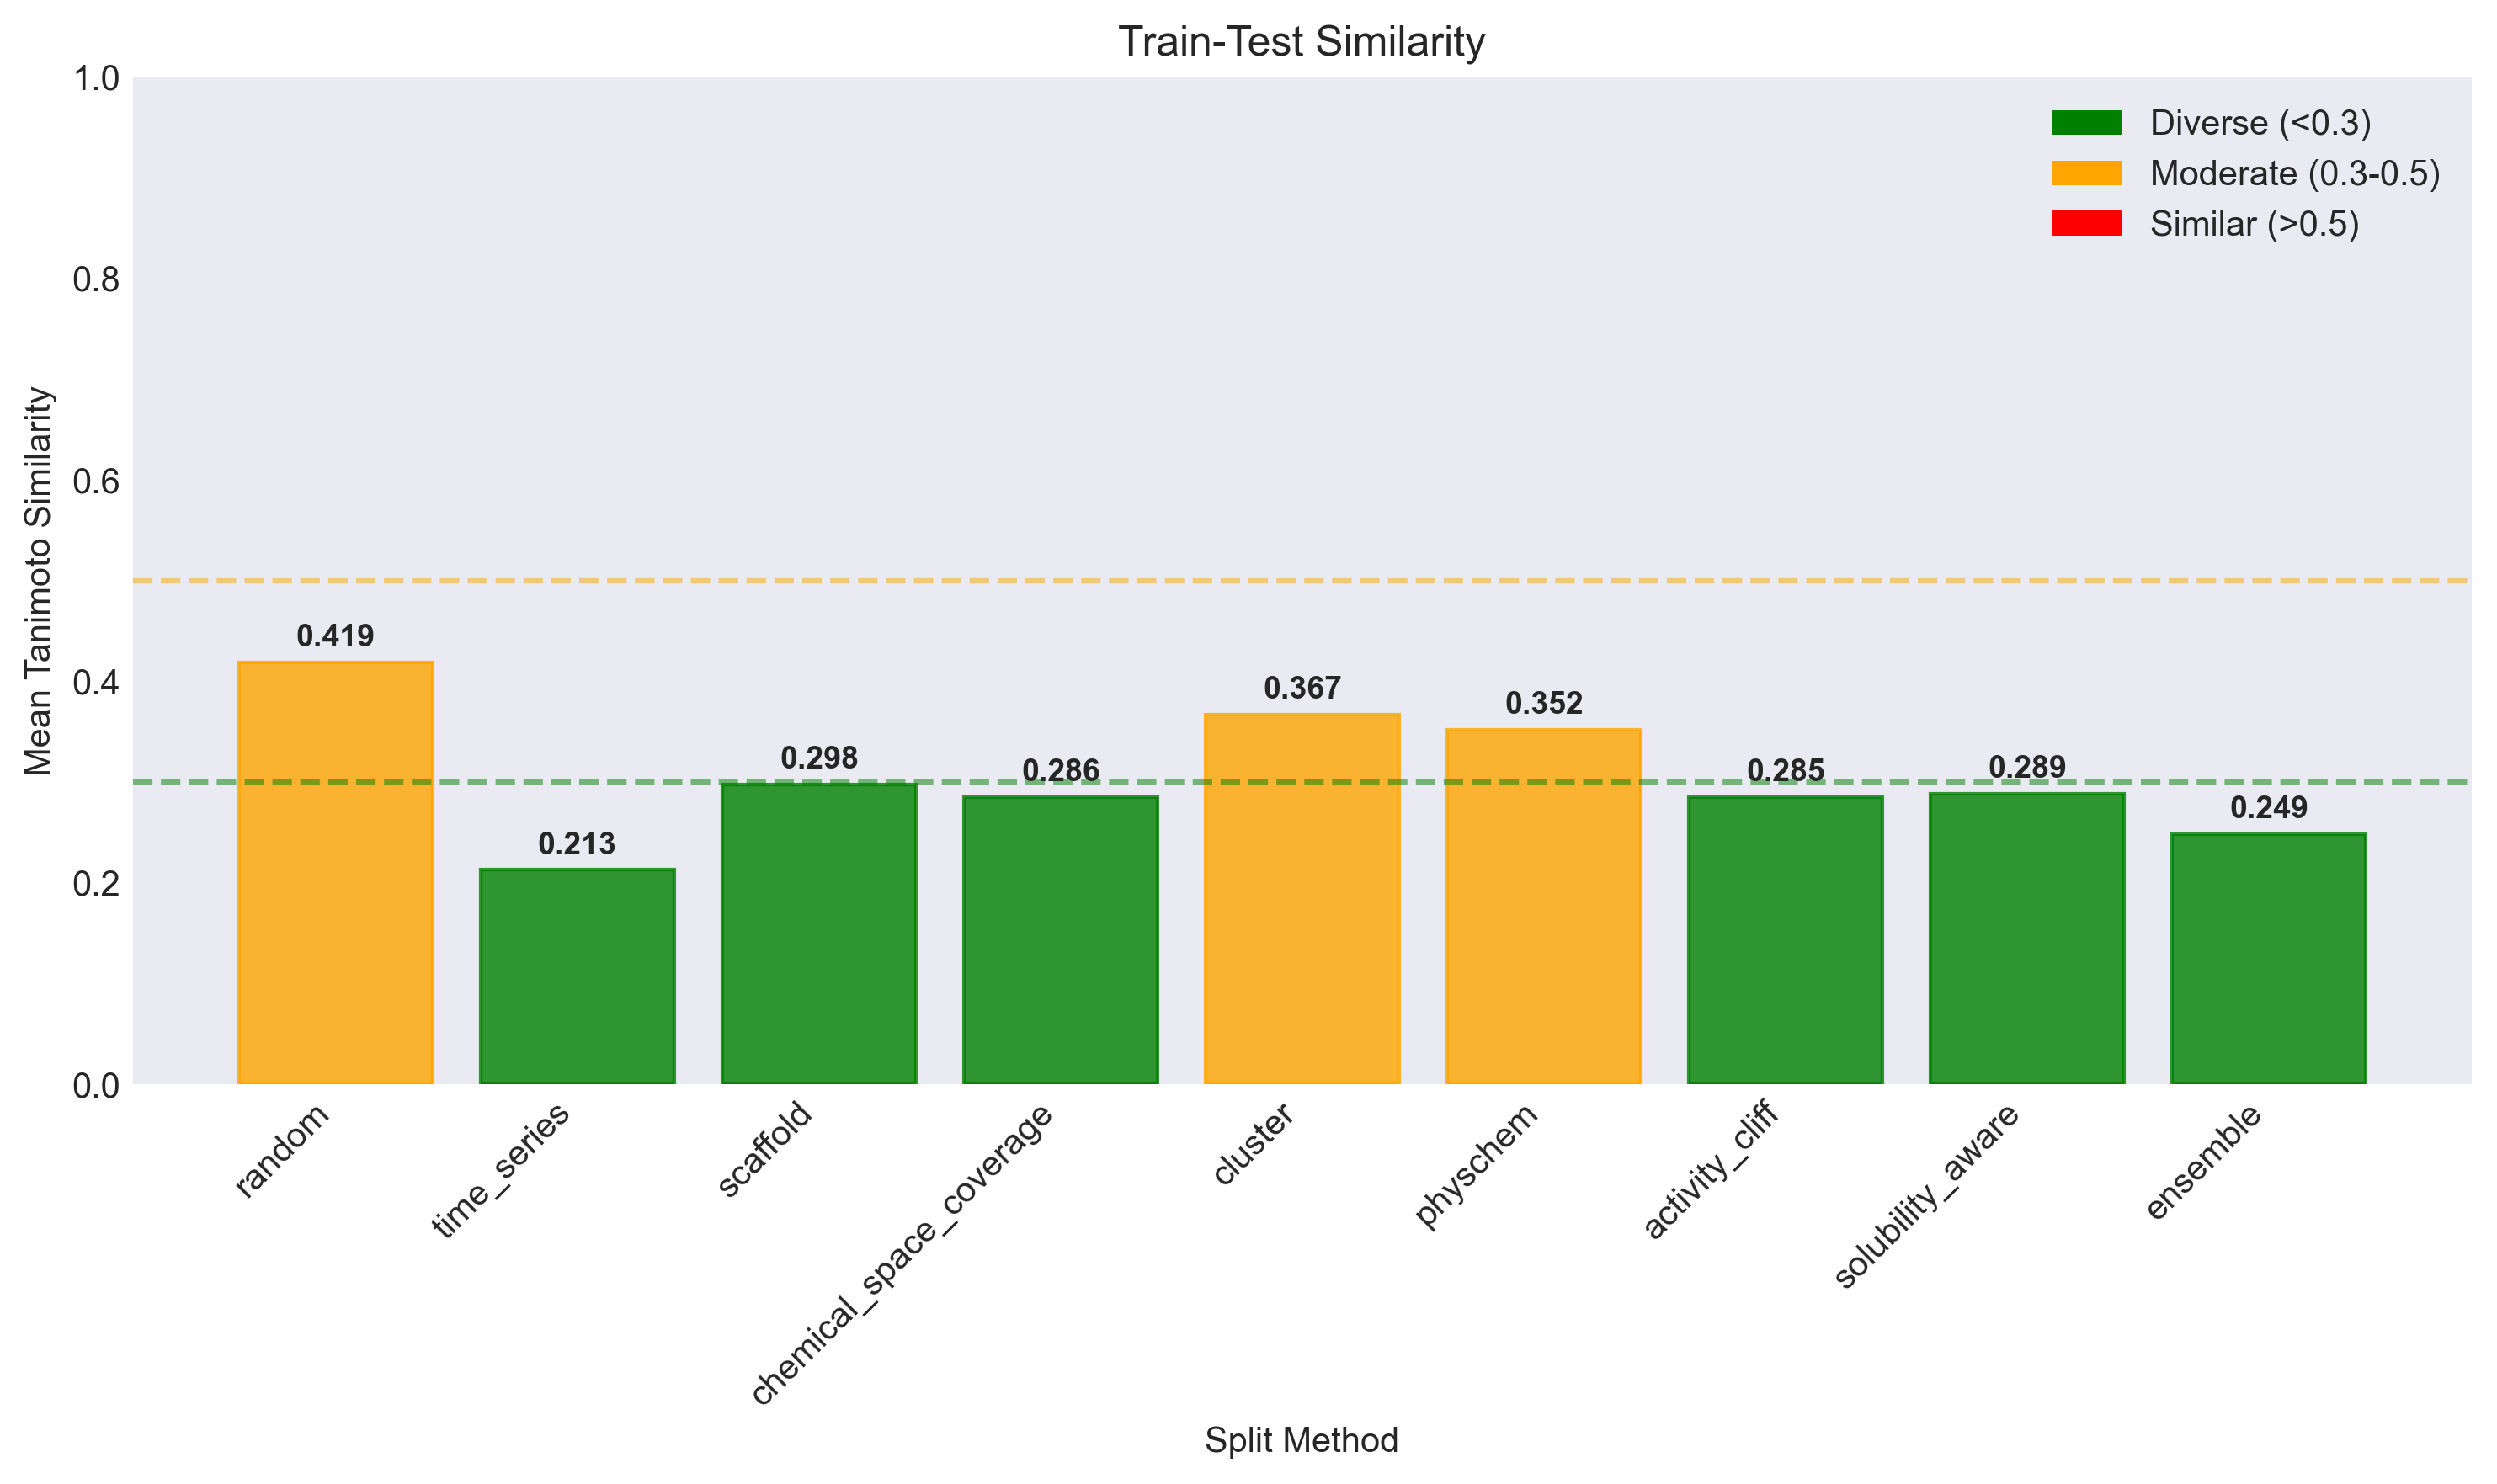 Train-Test Similarity
1.0
0.8
0.6
0.4
0.2
0.0
Mean Tanimoto Similarity
Diverse (<0.3)
Moderate (0.3-0.5)
Similar (>0.5)
0.419
0.213
0.298
0.286
0.367
0.352
0.285
0.289
0.249
random
time_series
scaffold
chemical_space_coverage
cluster
physchem
activity_cliff
solubility_aware
ensemble
Split Method